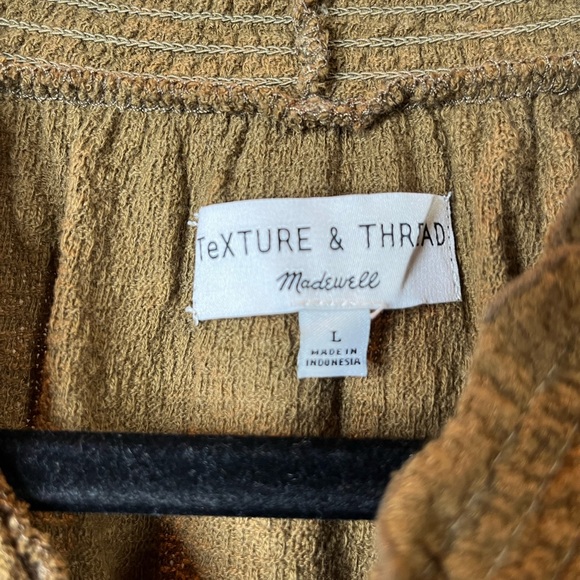 TeXTURE & THREAD
Madewell
L
MADE IN
INDONESIA